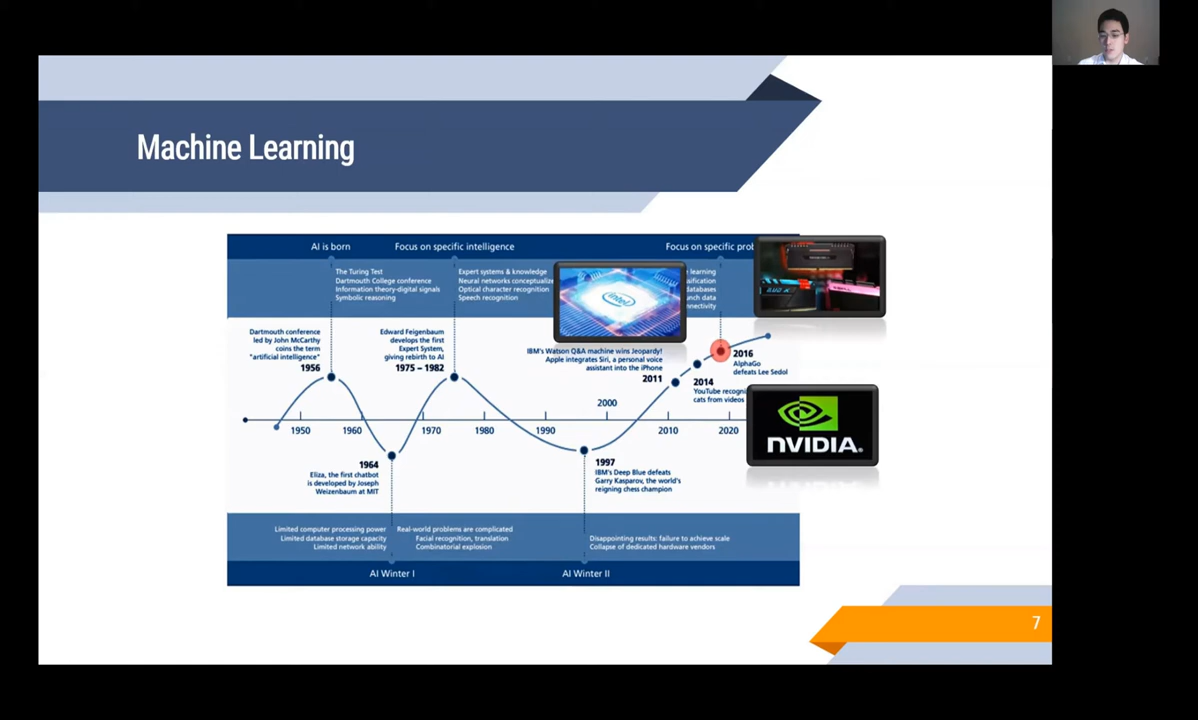 Machine Learning
AI is born
Focus on specific intelligence
Focus on specific
The Turing Test
Dartmouth College conference
Information theory-digital signals
Symbolic reasoning
Expert systems & knowledge
Neural networks conceptualize
Optical character recognition
Speech recognition
intel
learning
databases
data
Dartmouth conference
led by John McCarthy
coins the term
"artificial intelligence"
1956
Edward Feigenbaum
develops the first
Expert System,
giving rebirth to AI
1975 – 1982
IBM's Watson Q&A machine wins Jeopardy!
Apple integrates Siri, a personal voice
assistant into the iPhone
2011
2014
YouTube
cats from videos
2016
AlphaGo
defeats Lee Sedol
NVIDIA
1950
1960
1970
1980
1990
2000
2010
2020
1964
Eliza, the first chatbot
is developed by Joseph
Weizenbaum at MIT
1997
IBM's Deep Blue defeats
Garry Kasparov, the world's
reigning chess champion
Limited computer processing power
Limited database storage capacity
Limited network ability
Real-world problems are complicated
Facial recognition, translation
Combinatorial explosion
Disappointing results: failure to achieve scale
Collapse of dedicated hardware vendors
AI Winter I
AI Winter II
7